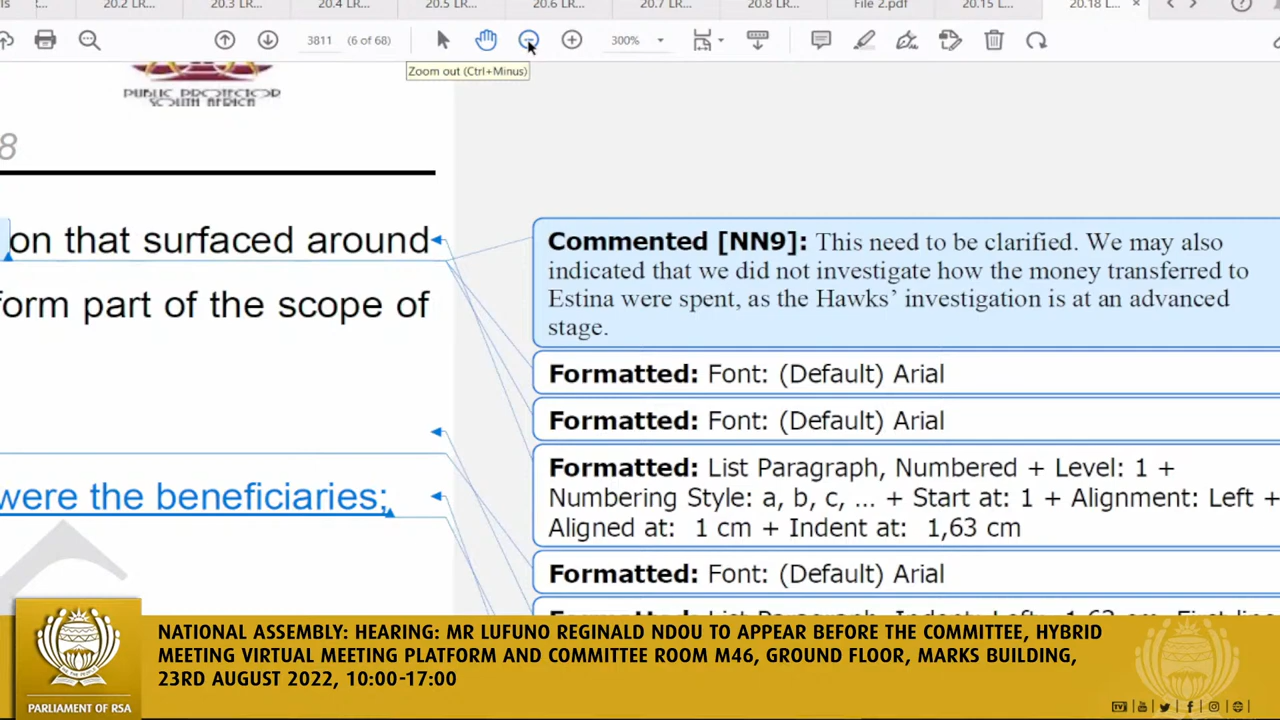 20.2 LR...
20.3 LR...
20.4 LR...
20.5 LR...
20.6 LR...
20.7 LR...
20.8 LR...
File 2.pdf
20.15 L...
20.18 L...
3811 (6 of 68)
300%
Zoom out (Ctrl+Minus)
PUBLIC PROTECTOR
SOUTH AFRICA
8
on that surfaced around
form part of the scope of
were the beneficiaries;
Commented [NN9]: This need to be clarified. We may also
indicated that we did not investigate how the money transferred to
Estina were spent, as the Hawks’ investigation is at an advanced
stage.
Formatted: Font: (Default) Arial
Formatted: Font: (Default) Arial
Formatted: List Paragraph, Numbered + Level: 1 +
Numbering Style: a, b, c, … + Start at: 1 + Alignment: Left +
Aligned at: 1 cm + Indent at: 1,63 cm
Formatted: Font: (Default) Arial
NATIONAL ASSEMBLY: HEARING: MR LUFUNO REGINALD NDOU TO APPEAR BEFORE THE COMMITTEE, HYBRID
MEETING VIRTUAL MEETING PLATFORM AND COMMITTEE ROOM M46, GROUND FLOOR, MARKS BUILDING,
23RD AUGUST 2022, 10:00-17:00
PARLIAMENT OF RSA